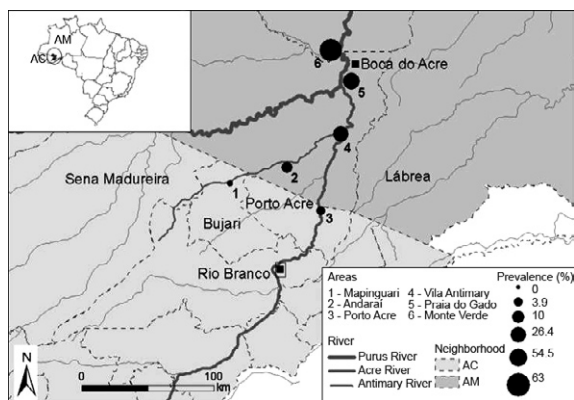 AM
AC
6
Boca do Acre
5
4
Sena Madureira
2
Lábrea
1
Porto Acre
3
Bujari
Rio Branco
N
0
100
km
Areas
1 - Mapinguari
4 - Vila Antimary
2 - Andaraí
5 - Praia do Gado
3 - Porto Acre
6 - Monte Verde
Prevalence (%)
0
3.9
10
26.4
54.5
63
River
Purus River
Acre River
Antimary River
Neighborhood
AC
AM